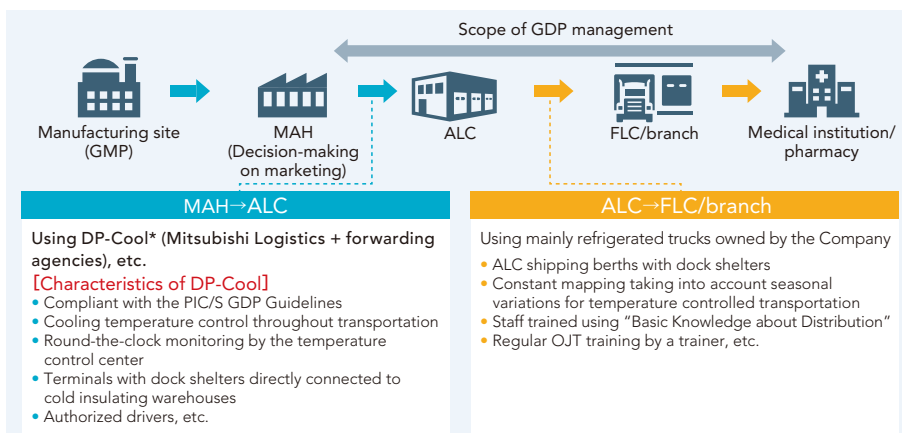 Scope of GDP management
Manufacturing site
(GMP)
MAH
(Decision-making
on marketing)
ALC
FLC/branch
Medical institution/
pharmacy
MAH→ALC
Using DP-Cool* (Mitsubishi Logistics + forwarding
agencies), etc.
[Characteristics of DP-Cool]
• Compliant with the PIC/S GDP Guidelines
• Cooling temperature control throughout transportation
• Round-the-clock monitoring by the temperature
control center
• Terminals with dock shelters directly connected to
cold insulating warehouses
• Authorized drivers, etc.
ALC→FLC/branch
Using mainly refrigerated trucks owned by the Company
• ALC shipping berths with dock shelters
• Constant mapping taking into account seasonal
variations for temperature controlled transportation
• Staff trained using “Basic Knowledge about Distribution”
• Regular OJT training by a trainer, etc.